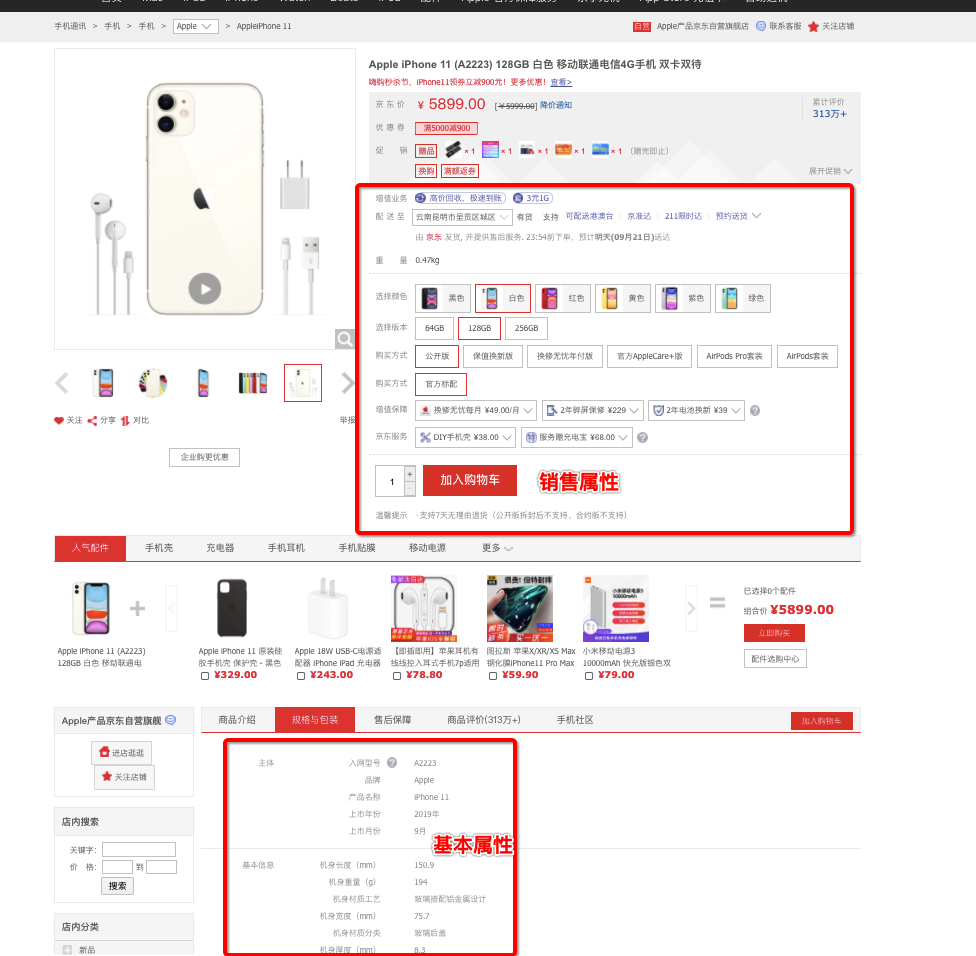 手机通讯 > 手机 > 手机 > Apple > AppleiPhone 11
自营 Apple产品京东自营旗舰店 联系客服 关注店铺
Apple iPhone 11 (A2223) 128GB 白色 移动联通电信4G手机 双卡双待
嗨购秒杀节，iPhone11领券立减900元！更多优惠！查看>
京东价 ¥ 5899.00 [¥5999.00] 降价通知
累计评价
313万+
优惠券 满5000减900
促销 赠品 × 1 × 1 × 1 × 1 × 1 （赠完即止）
换购 满额返券
展开促销
增值业务 高价回收，极速到账 3元1G
配送至 云南昆明市呈贡区城区 有货 支持 可配送港澳台 京准达 211限时达 预约送货
由 京东 发货, 并提供售后服务. 23:54前下单，预计明天(09月21日)送达
重量 0.47kg
选择颜色 黑色 白色 红色 黄色 紫色 绿色
选择版本 64GB 128GB 256GB
购买方式 公开版 保值换新版 换修无忧年付版 官方AppleCare+版 AirPods Pro套装 AirPods套装
购买方式 官方标配
增值保障 换修无忧每月 ¥49.00/月 2年碎屏保修 ¥229 2年电池换新 ¥39
京东服务 DIY手机壳 ¥38.00 服务赠充电宝 ¥68.00
1 + - 加入购物车
销售属性
温馨提示 ·支持7天无理由退货（公开版拆封后不支持，合约版不支持）
关注 分享 对比 举报
企业购更优惠
人气配件 手机壳 充电器 手机耳机 手机贴膜 移动电源 更多
Apple iPhone 11 (A2223)
128GB 白色 移动联通电
Apple iPhone 11 原装硅
胶手机壳 保护壳 - 黑色
¥329.00
Apple 18W USB-C电源适
配器 iPhone iPad 充电器
¥243.00
【即插即用】苹果耳机有
线线控入耳式手机7p适用
¥78.80
图拉斯 苹果X/XR/XS Max
钢化膜iPhone11 Pro Max
¥59.90
小米移动电源3
10000mAh 快充版银色双
¥79.00
已选择0个配件
组合价 ¥5899.00
立即购买
配件选购中心
Apple产品京东自营旗舰
进店逛逛
关注店铺
店内搜索
关键字：
价 格： 到
搜索
店内分类
新品
商品介绍 规格与包装 售后保障 商品评价(313万+) 手机社区 加入购物车
主体 入网型号 A2223
品牌 Apple
产品名称 iPhone 11
上市年份 2019年
上市月份 9月
基本属性
基本信息 机身长度（mm） 150.9
机身重量（g） 194
机身材质工艺 玻璃搭配铝金属设计
机身宽度（mm） 75.7
机身材质分类 玻璃后盖
机身厚度（mm） 8.3